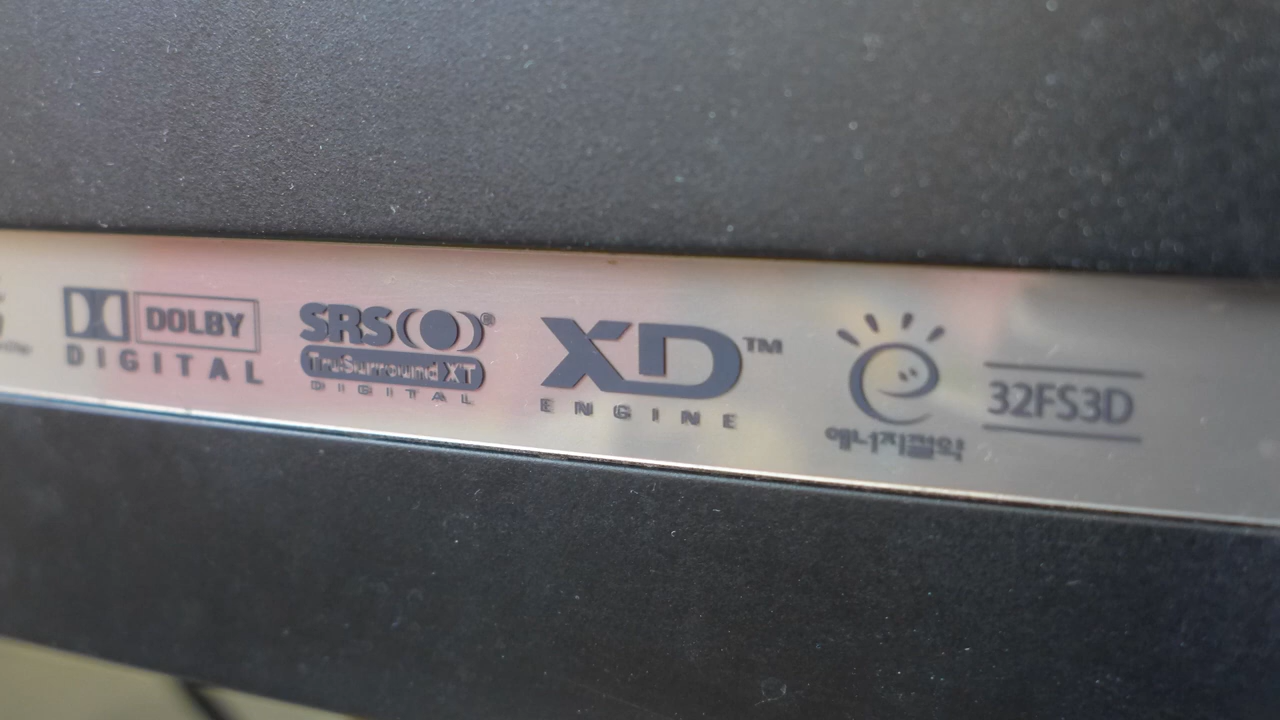 DOLBY
DIGITAL
SRS®
TruSurround XT
DIGITAL
XD™
ENGINE
에너지절약
32FS3D